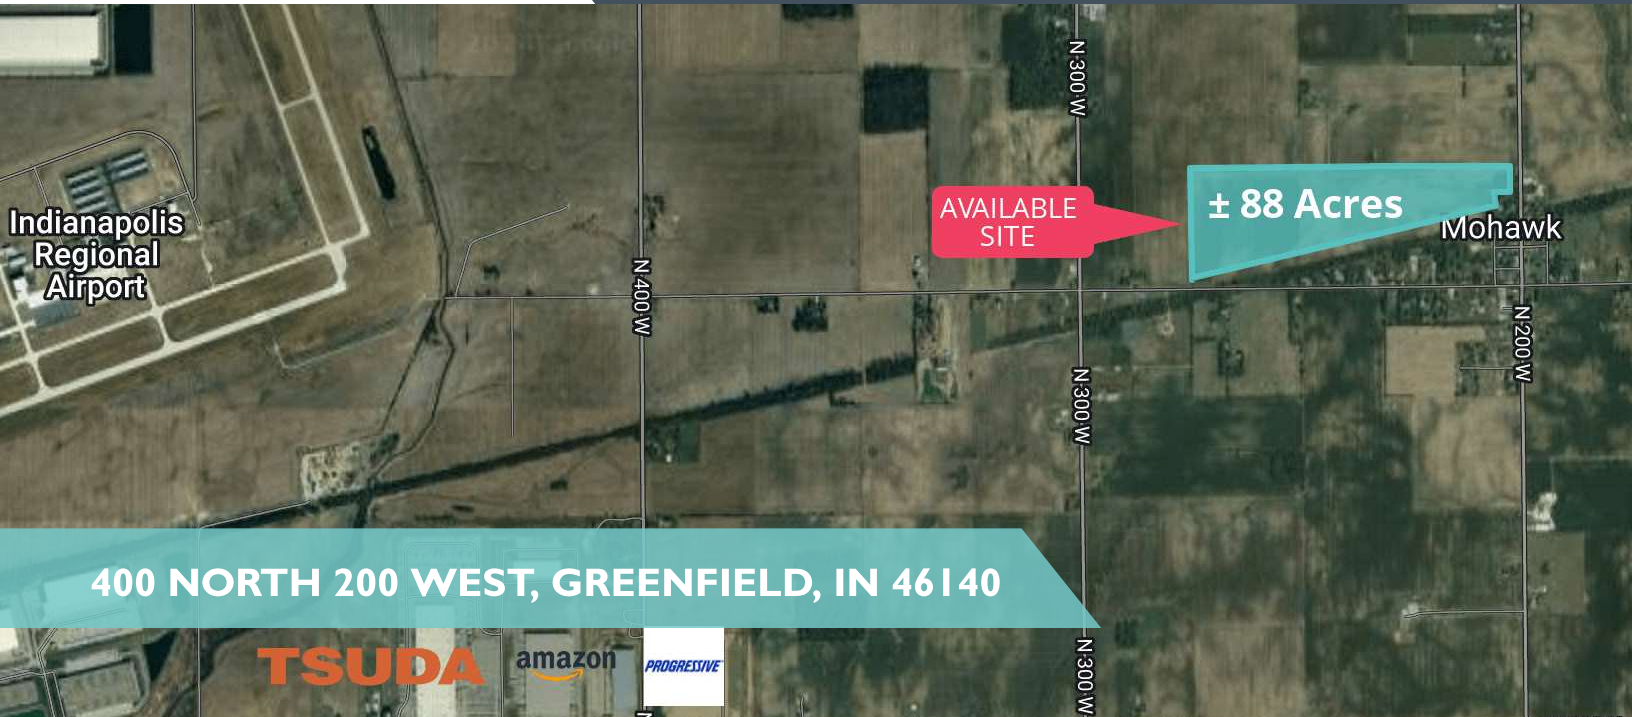 N 300 W
AVAILABLE
SITE
± 88 Acres
Mohawk
Indianapolis
Regional
Airport
N 400 W
N 200 W
N 300 W
400 NORTH 200 WEST, GREENFIELD, IN 46140
TSUDA
amazon
PROGRESSIVE
N 300 W
N